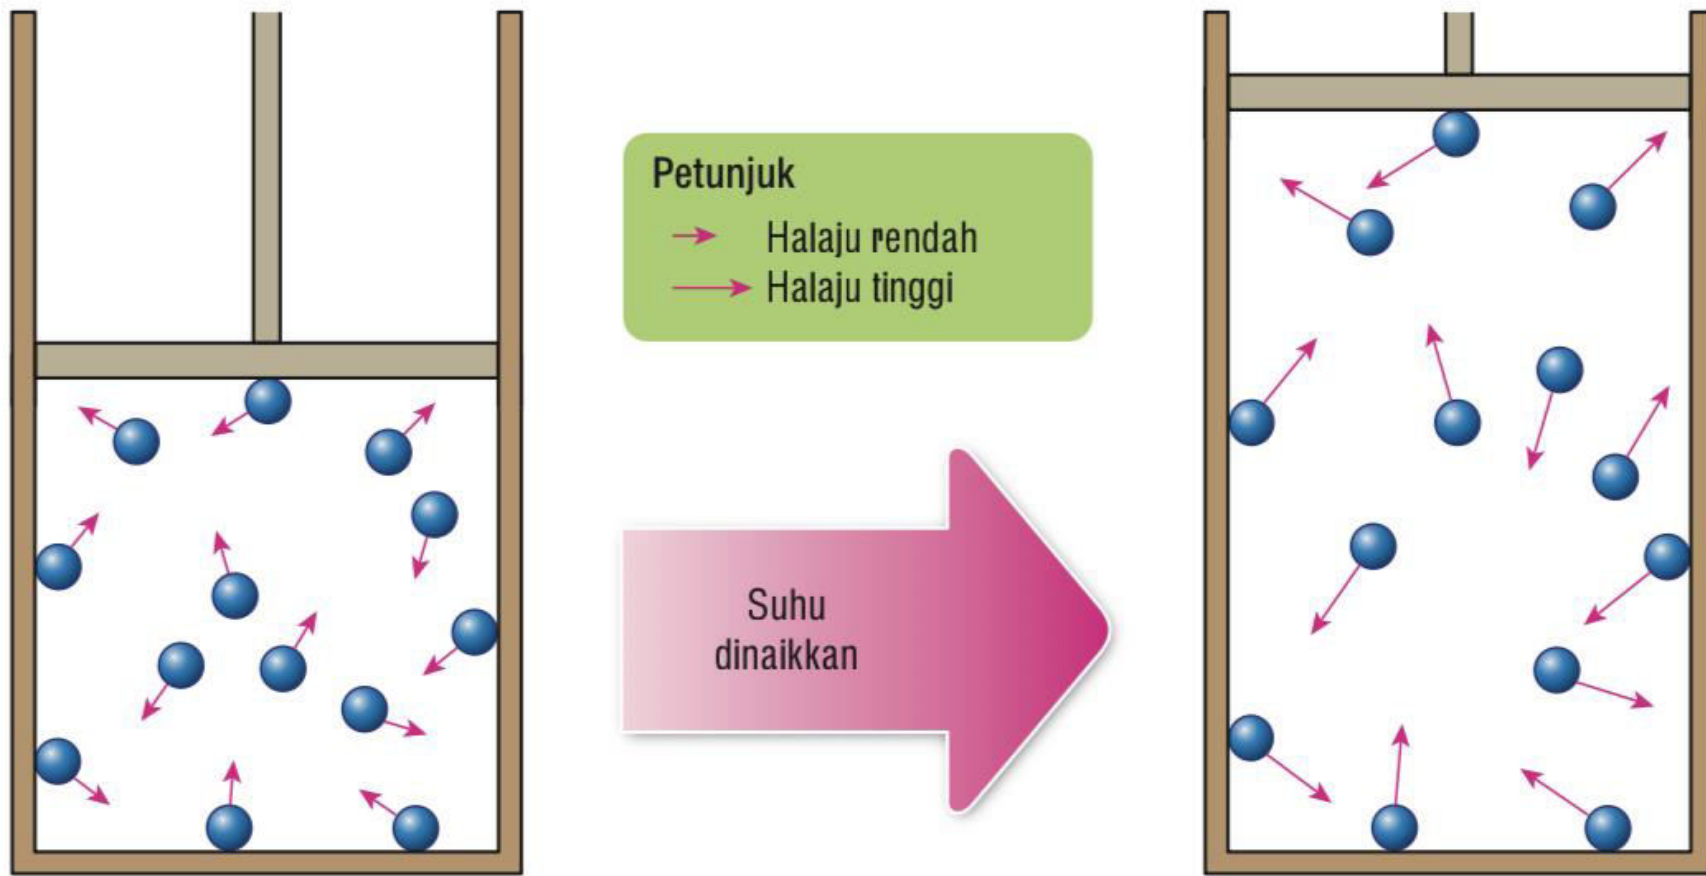 Petunjuk
Halaju rendah
Halaju tinggi
Suhu
dinaikkan